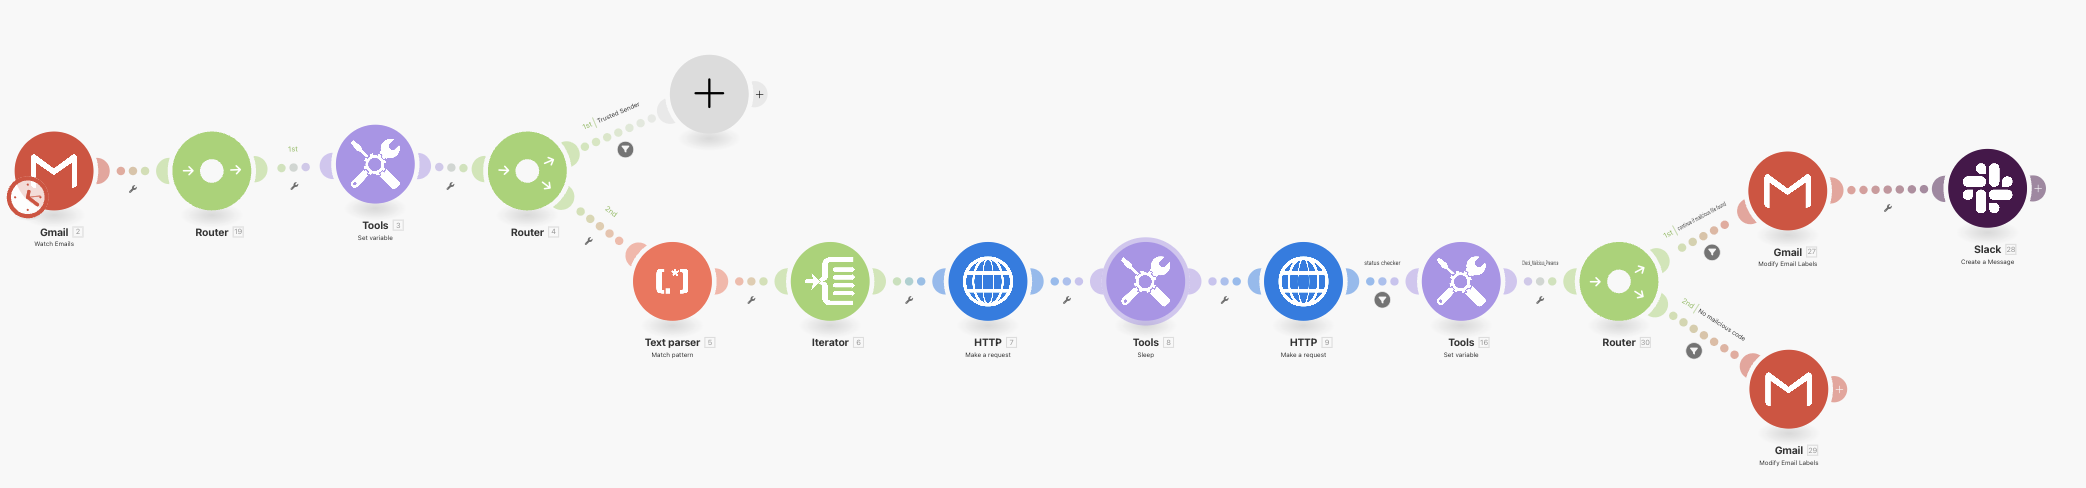 1st | Trusted Sender
1st
2nd
Gmail 2
Watch Emails
Router 19
Tools 3
Set variable
Router 4
Text parser 5
Match pattern
Iterator 6
HTTP 7
Make a request
Tools 8
Sleep
HTTP 9
Make a request
status checker
Tools 16
Set variable
Router 30
1st
2nd | No malicious code
Gmail 27
Modify Email Labels
Slack 28
Create a Message
Gmail 29
Modify Email Labels